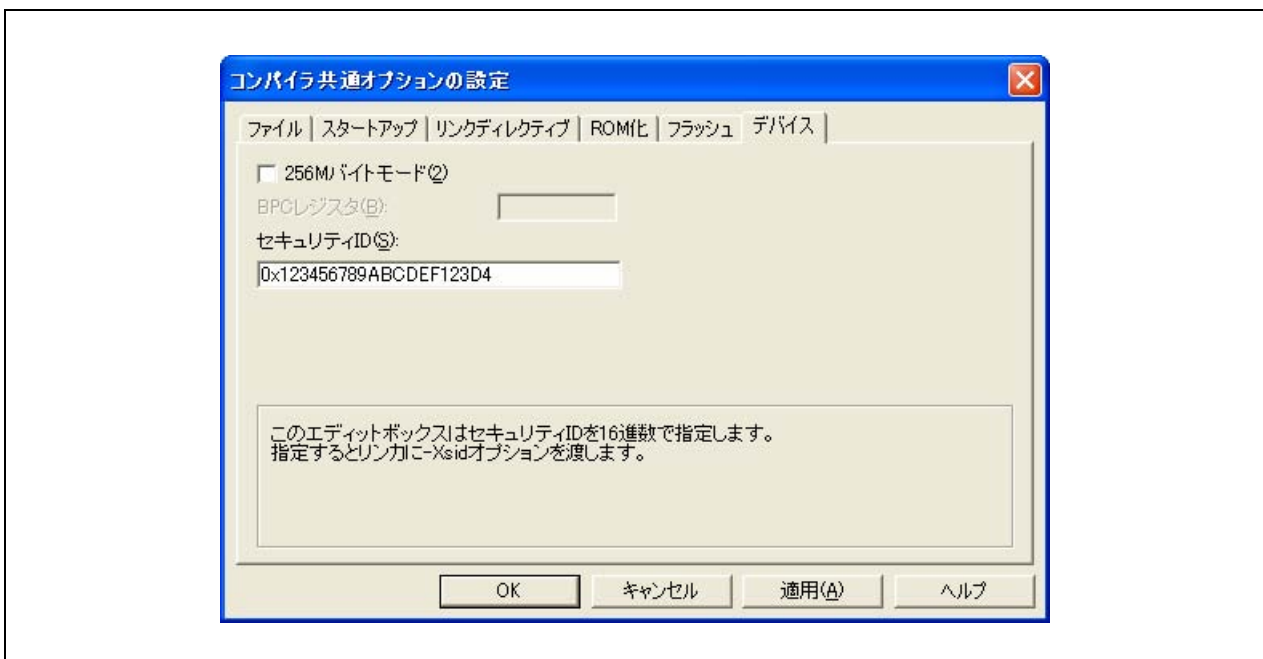 コンパイラ共通オプションの設定
ファイル スタートアップ リンクディレクティブ ROM化 フラッシュ デバイス
256Mバイトモード(2)
BPCレジスタ(B):
セキュリティID(S):
0x123456789ABCDEF123D4
このエディットボックスはセキュリティIDを16進数で指定します。
指定するとリンカに-Xsidオプションを渡します。
OK キャンセル 適用(A) ヘルプ